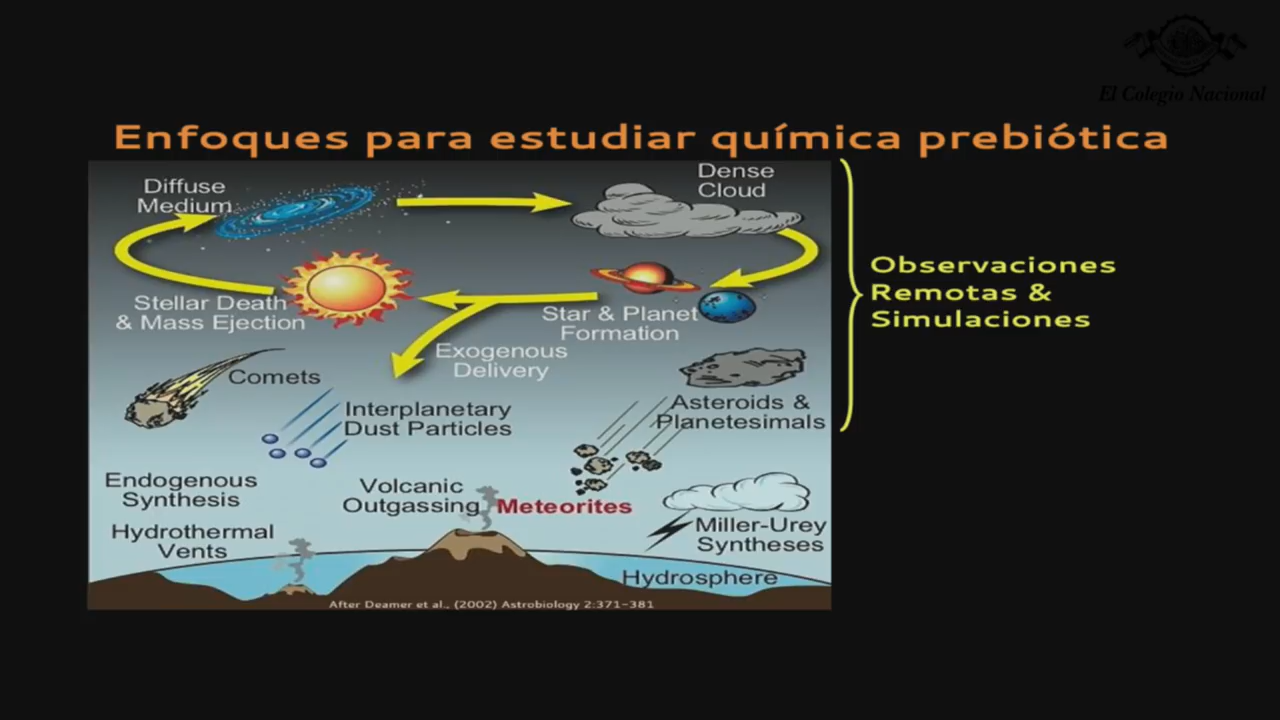 El Colegio Nacional
Enfoques para estudiar química prebiótica
Diffuse
Medium
Dense
Cloud
Observaciones
Remotas &
Simulaciones
Stellar Death
& Mass Ejection
Star & Planet
Formation
Exogenous
Delivery
Comets
Interplanetary
Dust Particles
Asteroids &
Planetesimals
Endogenous
Synthesis
Volcanic
Outgassing
Meteorites
Hydrothermal
Vents
Miller-Urey
Syntheses
Hydrosphere
After Deamer et al., (2002) Astrobiology 2:371-381